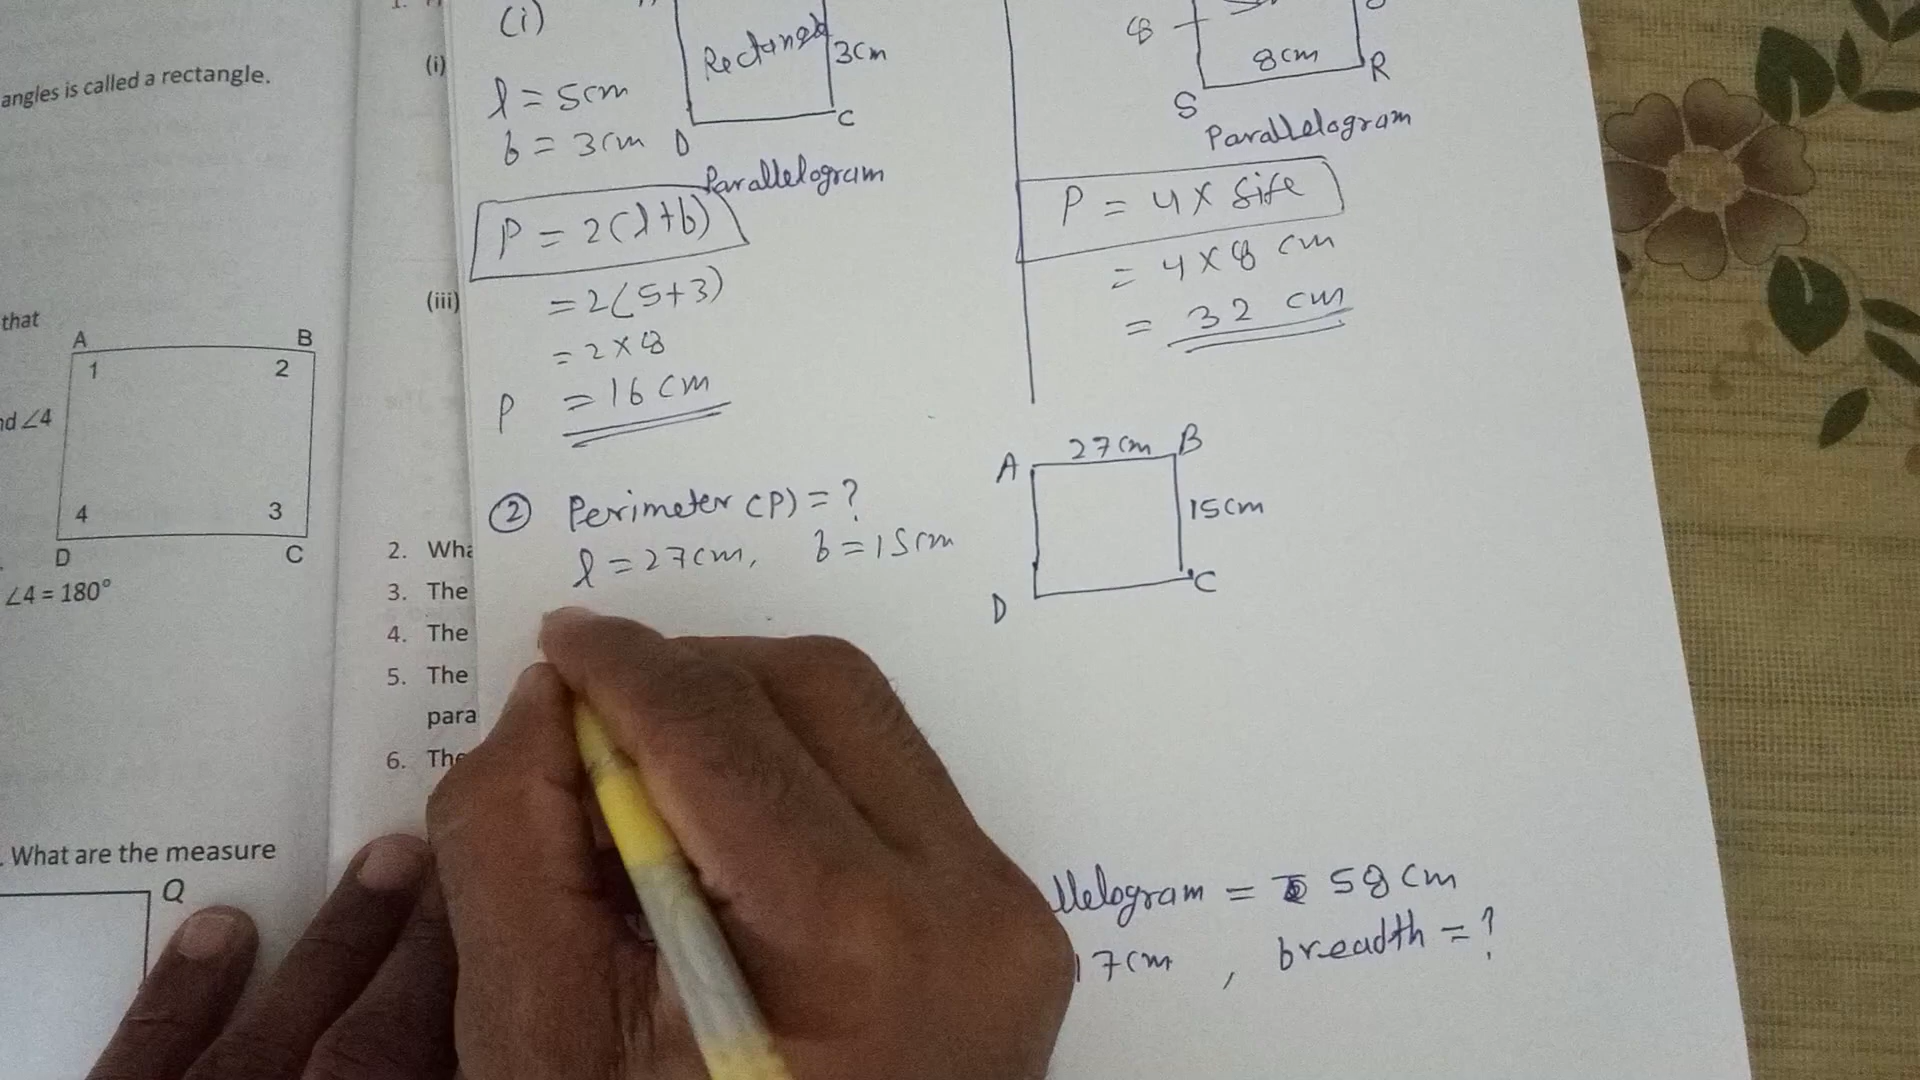 angles is called a rectangle.
that
A
B
1
2
nd ∠4
4
3
D
C
∠4 = 180°
. What are the measure
Q
(i)
(iii)
2. Wha
3. The
4. The
5. The
para
6. The
(i)
Rectangle
3cm
l = 5cm
b = 3cm
D
C
Parallelogram
P = 2(l+b)
= 2(5+3)
= 2×8
P = 16 cm
8
8cm
R
S
Parallelogram
P = 4 × side
= 4×8 cm
= 32 cm
② Perimeter (P) = ?
l = 27cm, b = 15cm
A 27cm B
15cm
D
C
llelogram = 58 cm
17cm , breadth = ?